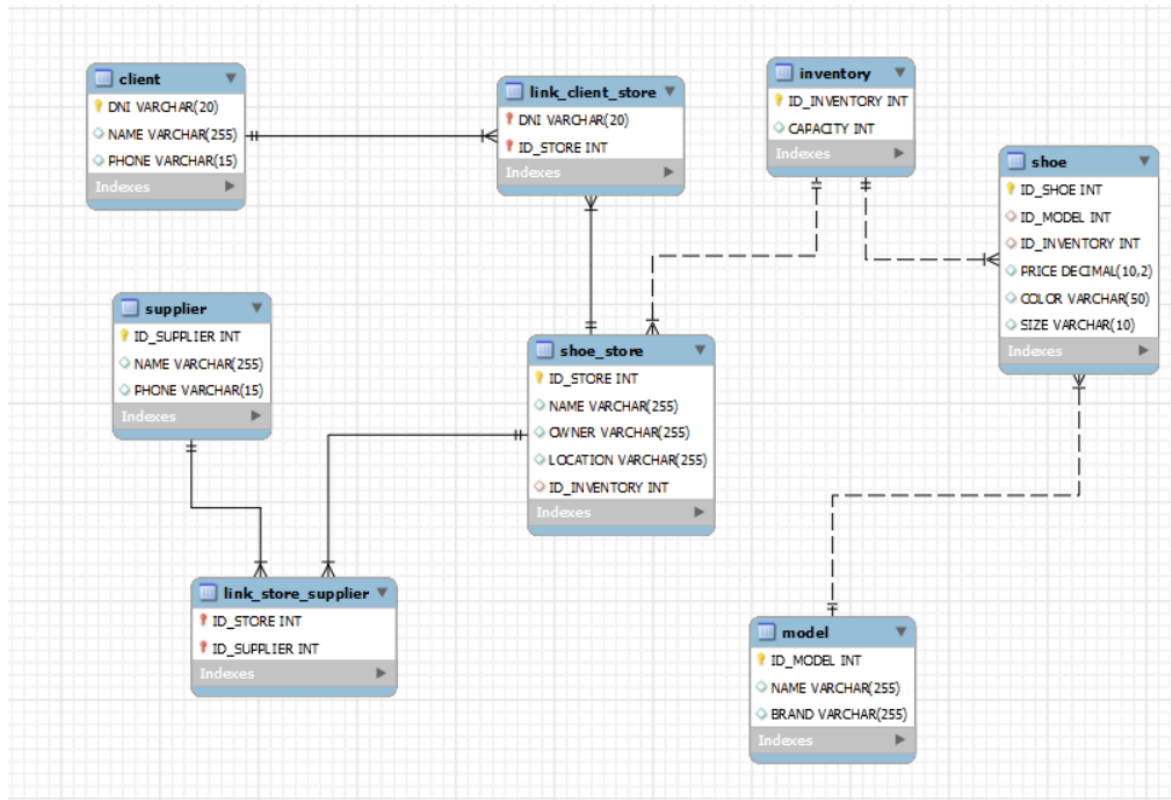 client
DNI VARCHAR(20)
NAME VARCHAR(255)
PHONE VARCHAR(15)
Indexes
link_client_store
DNI VARCHAR(20)
ID_STORE INT
Indexes
inventory
ID_INVENTORY INT
CAPACITY INT
Indexes
shoe
ID_SHOE INT
ID_MODEL INT
ID_INVENTORY INT
PRICE DECIMAL(10,2)
COLOR VARCHAR(50)
SIZE VARCHAR(10)
Indexes
supplier
ID_SUPPLIER INT
NAME VARCHAR(255)
PHONE VARCHAR(15)
Indexes
shoe_store
ID_STORE INT
NAME VARCHAR(255)
OWNER VARCHAR(255)
LOCATION VARCHAR(255)
ID_INVENTORY INT
Indexes
link_store_supplier
ID_STORE INT
ID_SUPPLIER INT
Indexes
model
ID_MODEL INT
NAME VARCHAR(255)
BRAND VARCHAR(255)
Indexes